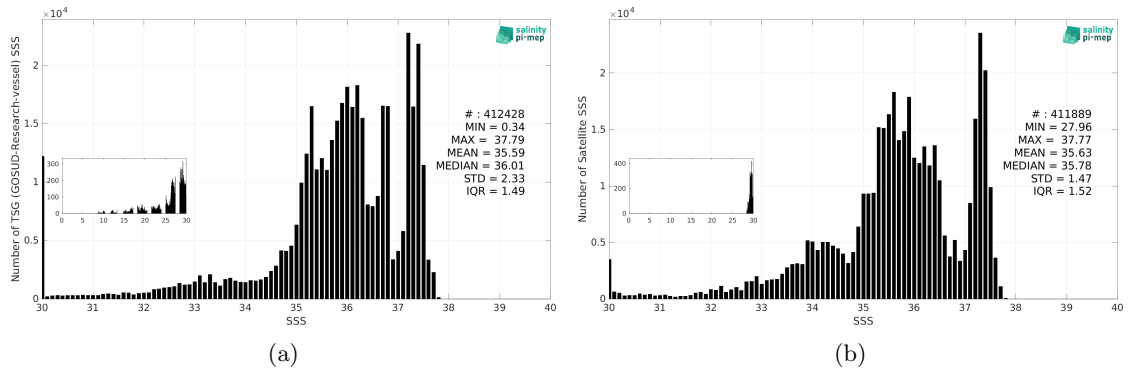 ×10⁴
salinity
pi-mep
# : 412428
MIN = 0.34
MAX = 37.79
MEAN = 35.59
MEDIAN = 36.01
STD = 2.33
IQR = 1.49
Number of TSG (GOSUD-Research-vessel) SSS
2
1.5
1
0.5
0
300
200
100
0
0 5 10 15 20 25 30
30 31 32 33 34 35 36 37 38 39 40
SSS
(a)
×10⁴
salinity
pi-mep
# : 411889
MIN = 27.96
MAX = 37.77
MEAN = 35.63
MEDIAN = 35.78
STD = 1.47
IQR = 1.52
Number of Satellite SSS
2
1.5
1
0.5
0
400
200
0
0 5 10 15 20 25 30
30 31 32 33 34 35 36 37 38 39 40
SSS
(b)